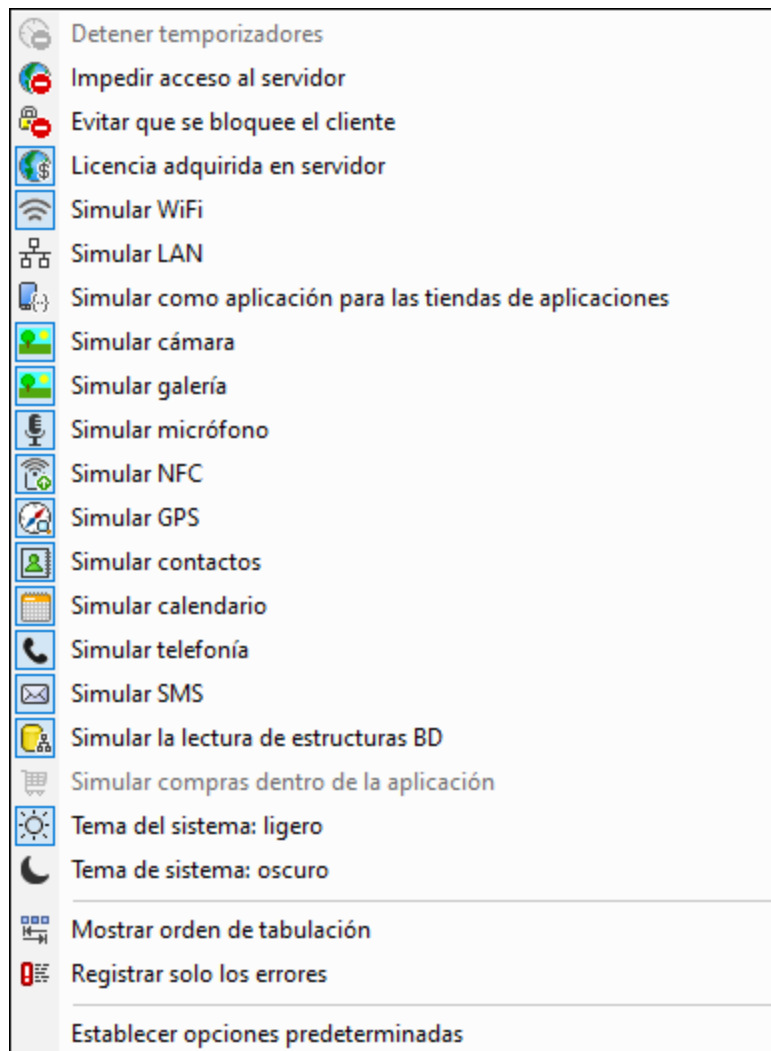 Detener temporizadores
Impedir acceso al servidor
Evitar que se bloquee el cliente
Licencia adquirida en servidor
Simular WiFi
Simular LAN
Simular como aplicación para las tiendas de aplicaciones
Simular cámara
Simular galería
Simular micrófono
Simular NFC
Simular GPS
Simular contactos
Simular calendario
Simular telefonía
Simular SMS
Simular la lectura de estructuras BD
Simular compras dentro de la aplicación
Tema del sistema: ligero
Tema de sistema: oscuro
Mostrar orden de tabulación
Registrar solo los errores
Establecer opciones predeterminadas